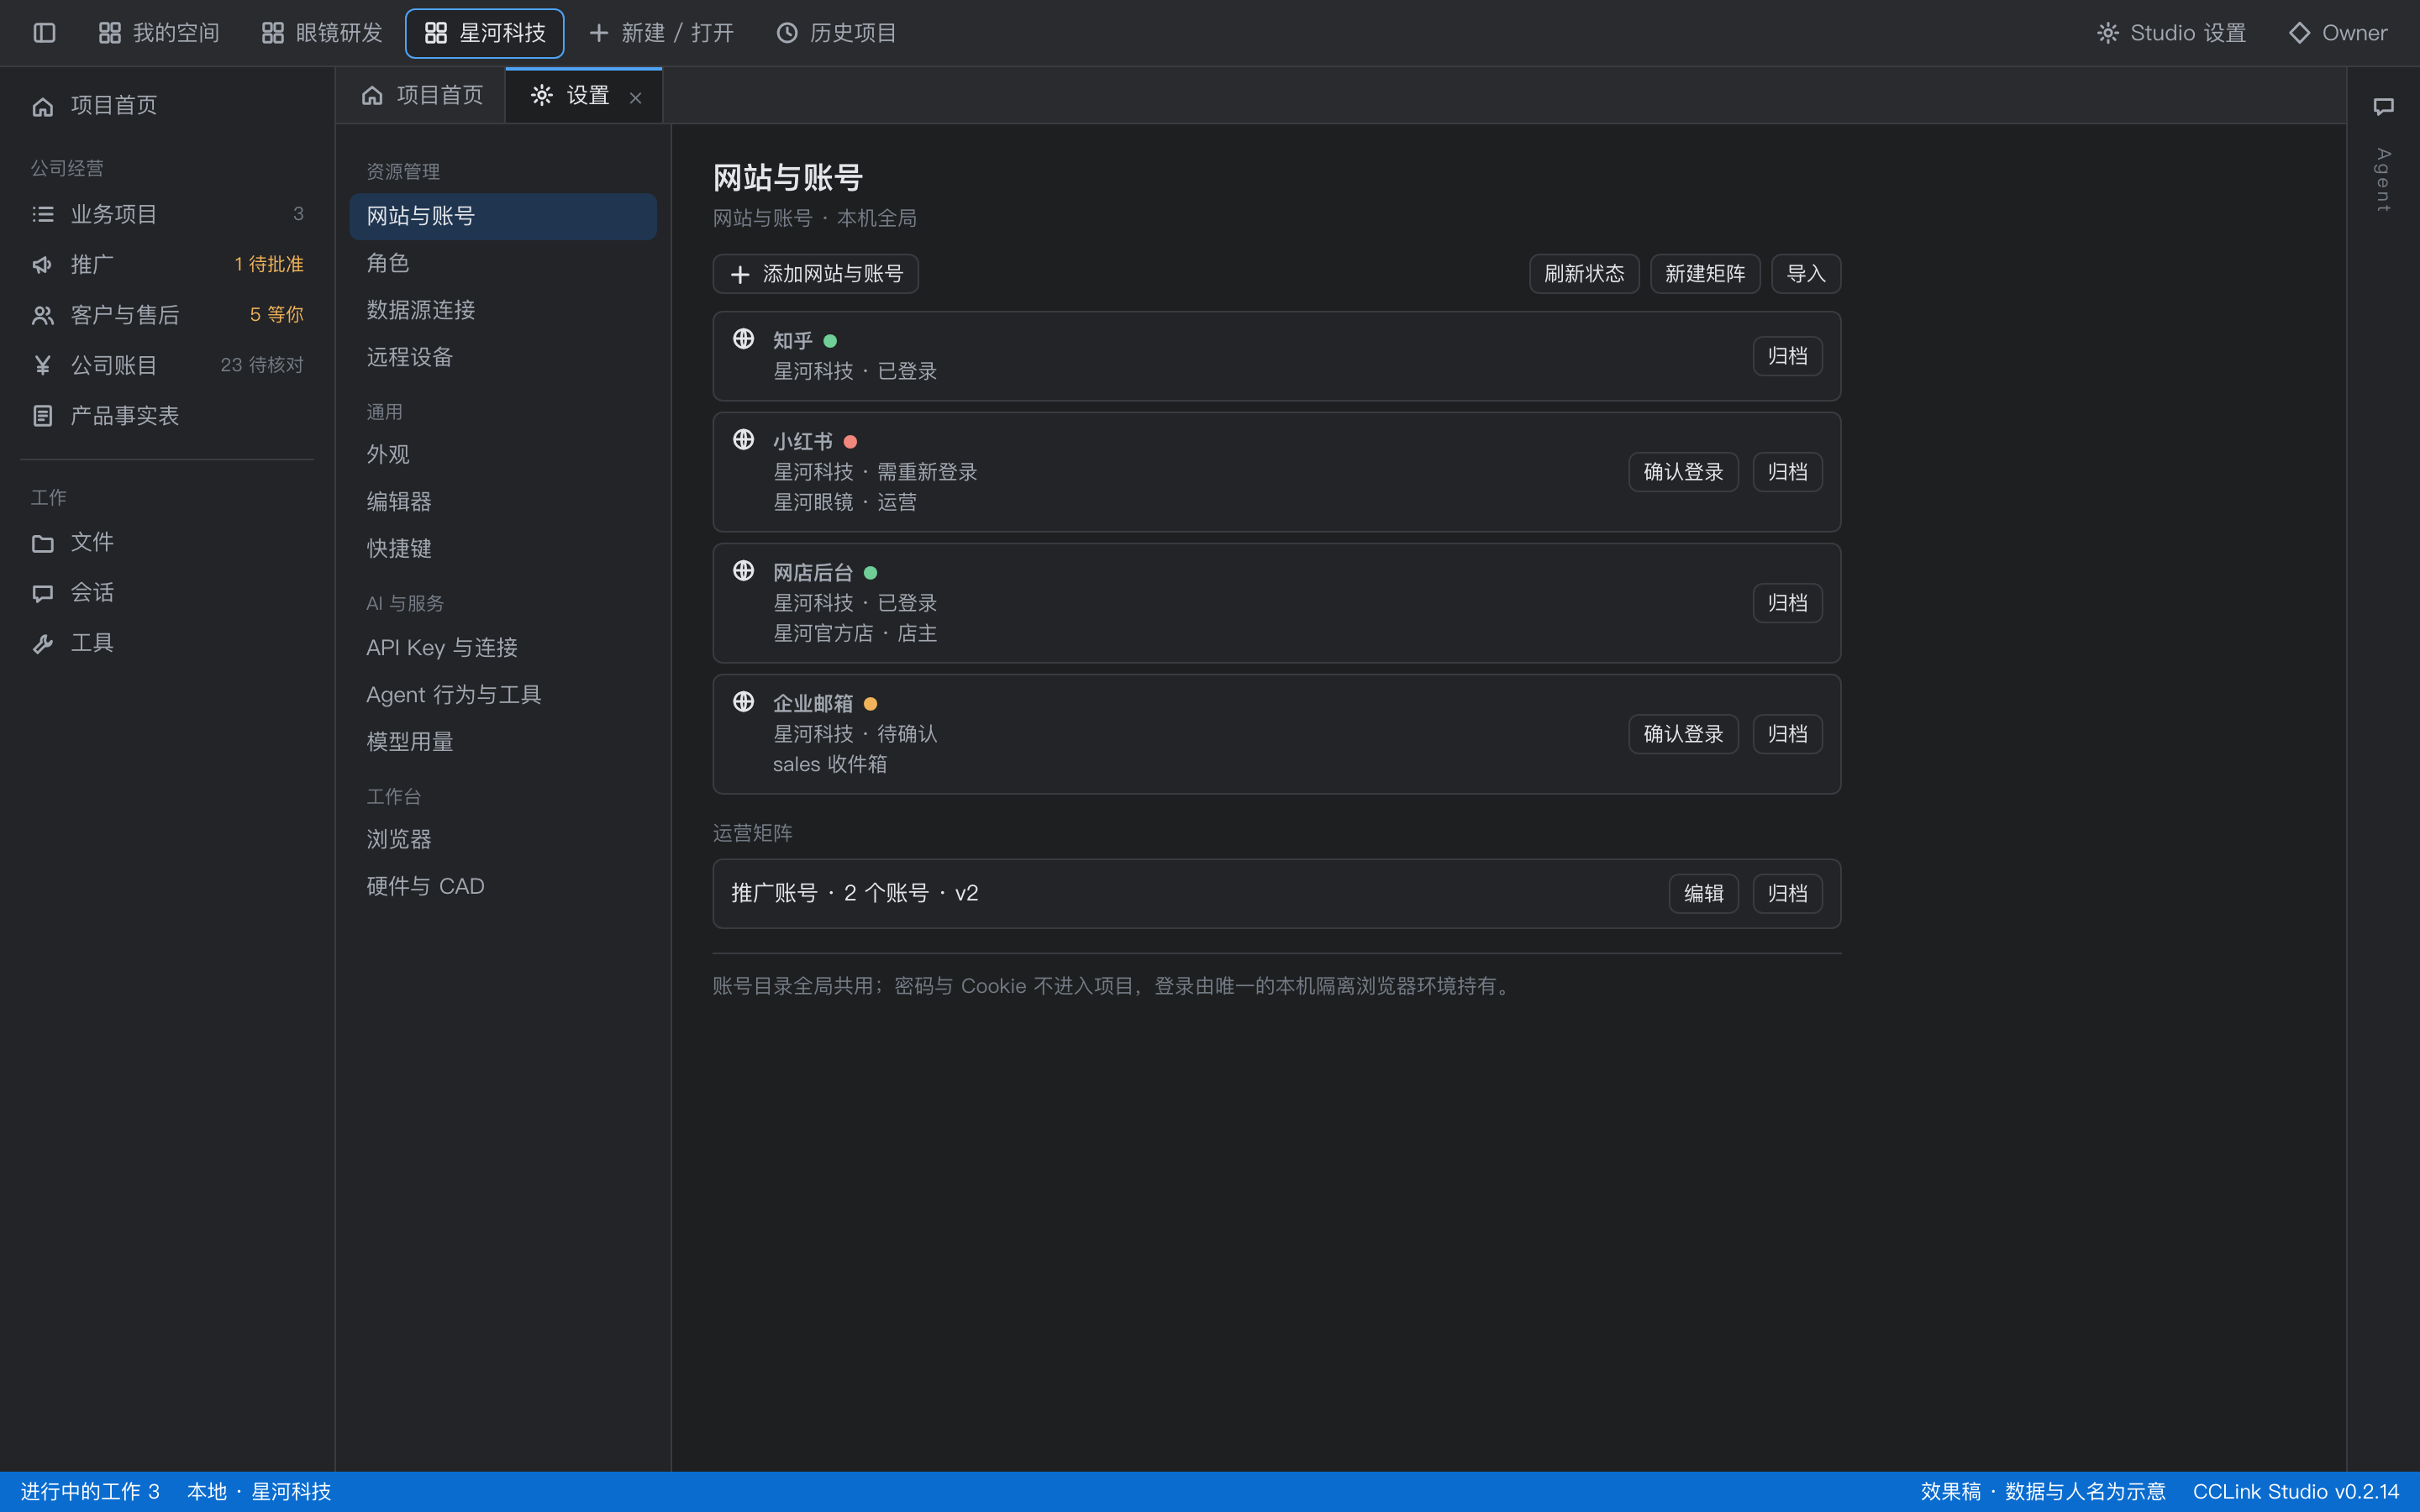 我的空间
眼镜研发
星河科技
新建 / 打开
历史项目
Studio 设置
Owner
项目首页
公司经营
业务项目 3
推广 1 待批准
客户与售后 5 等你
公司账目 23 待核对
产品事实表
工作
文件
会话
工具
项目首页
设置
资源管理
网站与账号
角色
数据源连接
远程设备
通用
外观
编辑器
快捷键
AI 与服务
API Key 与连接
Agent 行为与工具
模型用量
工作台
浏览器
硬件与 CAD
网站与账号
网站与账号 · 本机全局
添加网站与账号
刷新状态
新建矩阵
导入
知乎
星河科技 · 已登录
归档
小红书
星河科技 · 需重新登录
星河眼镜 · 运营
确认登录
归档
网店后台
星河科技 · 已登录
星河官方店 · 店主
归档
企业邮箱
星河科技 · 待确认
sales 收件箱
确认登录
归档
运营矩阵
推广账号 · 2 个账号 · v2
编辑
归档
账号目录全局共用；密码与 Cookie 不进入项目，登录由唯一的本机隔离浏览器环境持有。
Agent
进行中的工作 3
本地 · 星河科技
效果稿 · 数据与人名为示意
CCLink Studio v0.2.14